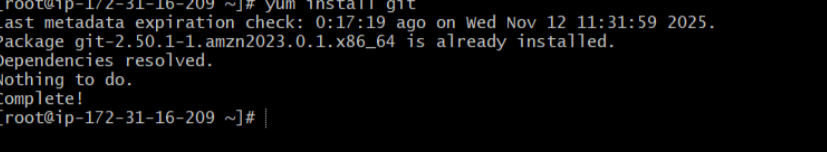 [root@ip-172-31-16-209 ~]# yum install git
Last metadata expiration check: 0:17:19 ago on Wed Nov 12 11:31:59 2025.
Package git-2.50.1-1.amzn2023.0.1.x86_64 is already installed.
Dependencies resolved.
Nothing to do.
Complete!
[root@ip-172-31-16-209 ~]#